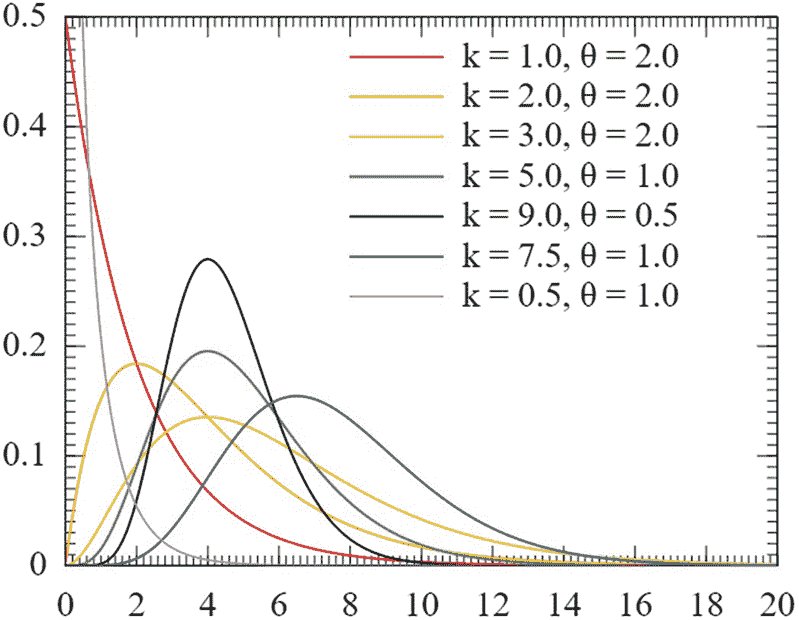 0.5
k = 1.0, θ = 2.0
k = 2.0, θ = 2.0
0.4
k = 3.0, θ = 2.0
k = 5.0, θ = 1.0
k = 9.0, θ = 0.5
0.3
k = 7.5, θ = 1.0
k = 0.5, θ = 1.0
0.2
0.1
0
0 2 4 6 8 10 12 14 16 18 20